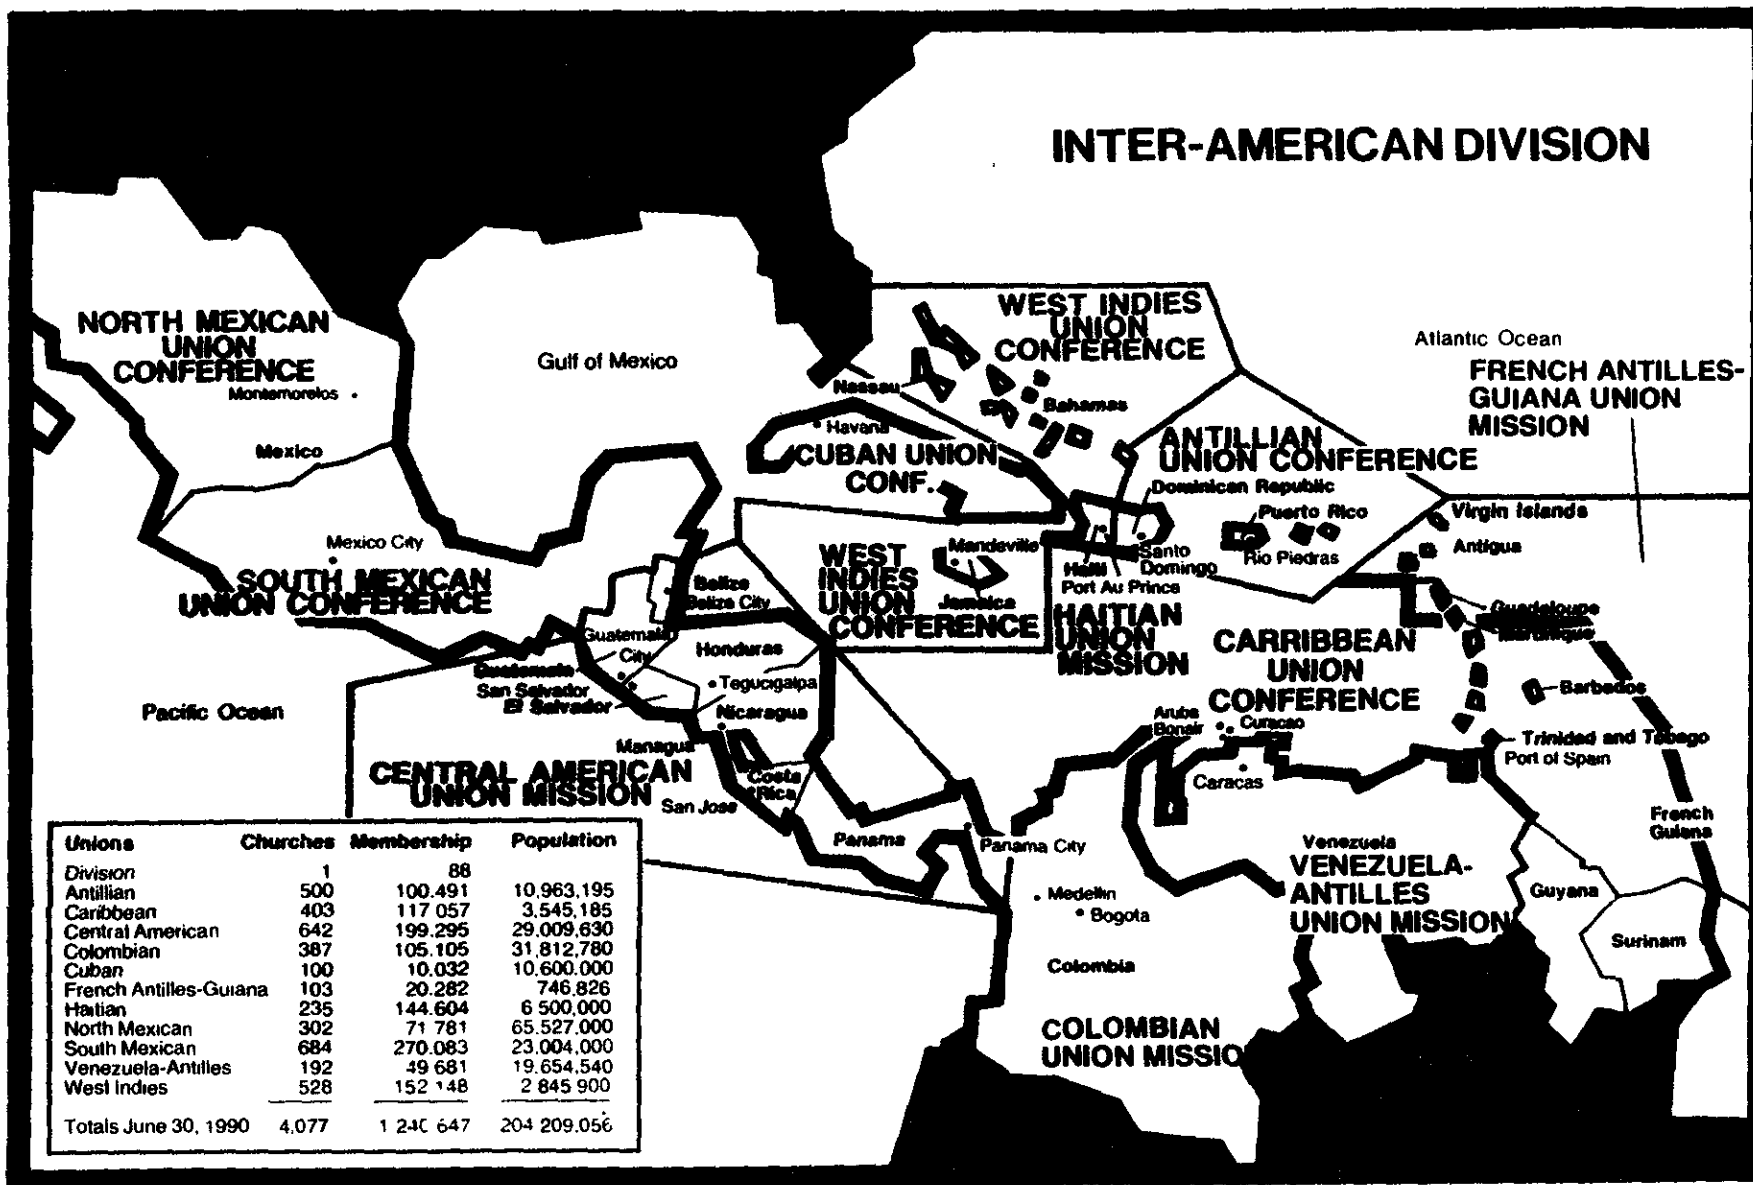 INTER-AMERICAN DIVISION
NORTH MEXICAN
UNION
CONFERENCE
Montemorelos
Mexico
Gulf of Mexico
WEST INDIES
UNION
CONFERENCE
Nassau
Bahamas
Atlantic Ocean
FRENCH ANTILLES-
GUIANA UNION
MISSION
Havana
CUBAN UNION
CONF.
ANTILLIAN
UNION CONFERENCE
Dominican Republic
Puerto Rico
Virgin Islands
Antigua
Santo
Domingo
Rio Piedras
Haiti
Port Au Prince
HAITIAN
UNION
MISSION
Mexico City
SOUTH MEXICAN
UNION CONFERENCE
Belize
Belize City
WEST
INDIES
UNION
CONFERENCE
Mandeville
Jamaica
Guadeloupe
Martinique
CARRIBBEAN
UNION
CONFERENCE
Barbados
Guatemala
City
Honduras
Guatemala
San Salvador
El Salvador
Tegucigalpa
Nicaragua
Pacific Ocean
Managua
Aruba
Bonair
Curacao
Trinidad and Tobago
Port of Spain
CENTRAL AMERICAN
UNION MISSION
Costa
Rica
San Jose
Caracas
Panama
Panama City
Venezuela
VENEZUELA-
ANTILLES
UNION MISSION
French
Guiana
Guyana
Surinam
Medellin
Bogota
Colombia
COLOMBIAN
UNION MISSIO
Unions Churches Membership Population
Division 1 88
Antillian 500 100.491 10,963,195
Caribbean 403 117 057 3.545,185
Central American 642 199.295 29.009,630
Colombian 387 105.105 31,812,780
Cuban 100 10.032 10,600.000
French Antilles-Guiana 103 20.282 746,826
Haitian 235 144.604 6 500,000
North Mexican 302 71 781 65.527,000
South Mexican 684 270.083 23,004,000
Venezuela-Antilles 192 49 681 19.654,540
West Indies 528 152 148 2 845 900
Totals June 30, 1990 4,077 1 240 647 204 209.056